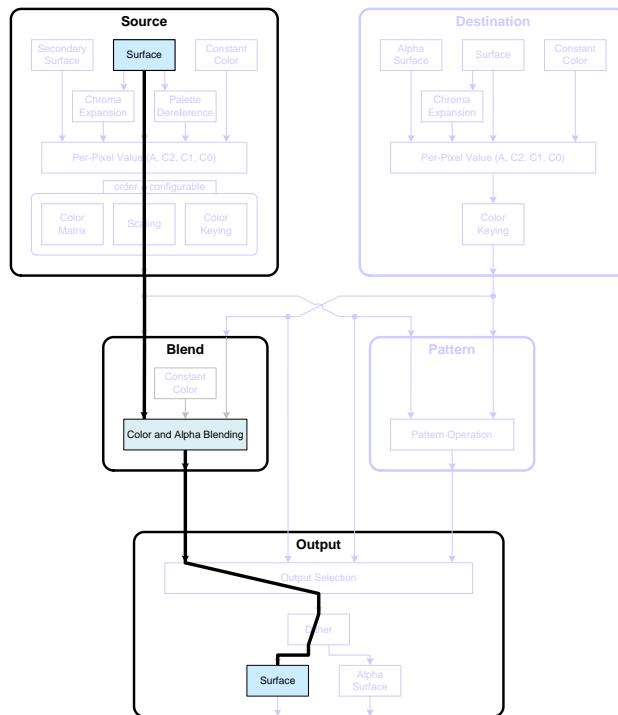 Source
Secondary
Surface
Surface
Constant
Color
Chroma
Expansion
Palette
Dereference
Per-Pixel Value (A, C2, C1, C0)
order configurable
Color
Matrix
Scaling
Color
Keying
Destination
Alpha
Surface
Surface
Constant
Color
Chroma
Expansion
Per-Pixel Value (A, C2, C1, C0)
Color
Keying
Blend
Constant
Color
Color and Alpha Blending
Pattern
Pattern Operation
Output
Output Selection
Dither
Surface
Alpha
Surface